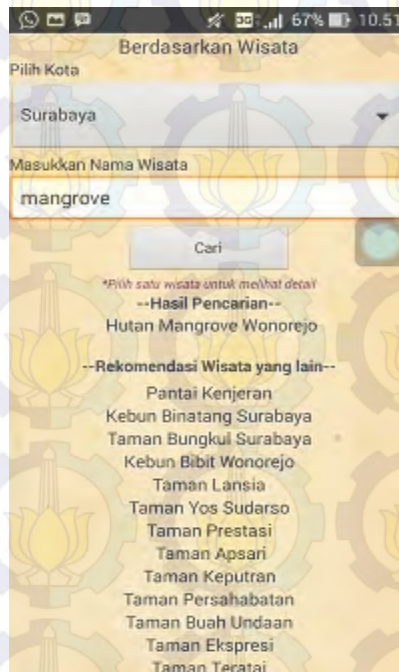 3G 67% 10.51
Berdasarkan Wisata
Pilih Kota
Surabaya
Masukkan Nama Wisata
mangrove
Cari
*Pilih satu wisata untuk melihat detail
--Hasil Pencarian--
Hutan Mangrove Wonorejo
--Rekomendasi Wisata yang lain--
Pantai Kenjeran
Kebun Binatang Surabaya
Taman Bungkul Surabaya
Kebun Bibit Wonorejo
Taman Lansia
Taman Yos Sudarso
Taman Prestasi
Taman Apsari
Taman Keputran
Taman Persahabatan
Taman Buah Undaan
Taman Ekspresi
Taman Teratai